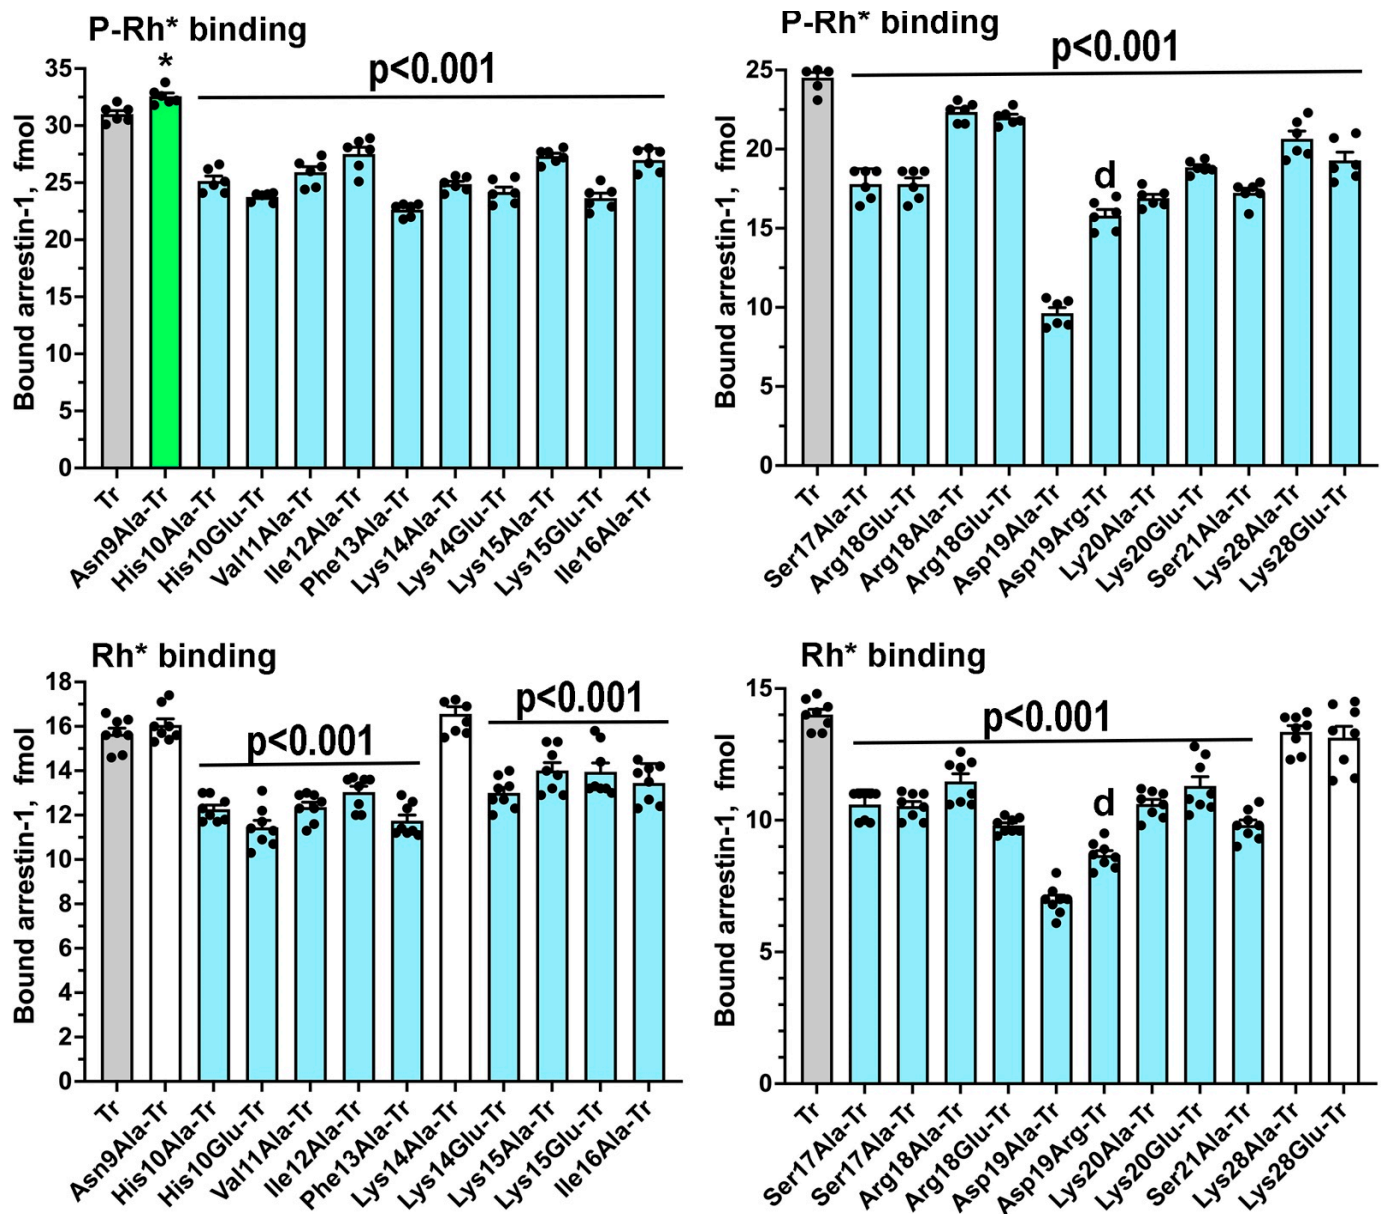 P-Rh* binding
*
p<0.001
Bound arrestin-1, fmol
35
30
25
20
15
10
5
0
Tr
Asn9Ala-Tr
His10Ala-Tr
His10Glu-Tr
Val11Ala-Tr
Ile12Ala-Tr
Phe13Ala-Tr
Lys14Ala-Tr
Lys14Glu-Tr
Lys15Ala-Tr
Lys15Glu-Tr
Ile16Ala-Tr
P-Rh* binding
p<0.001
d
Bound arrestin-1, fmol
25
20
15
10
5
0
Tr
Ser17Ala-Tr
Arg18Glu-Tr
Arg18Ala-Tr
Arg18Glu-Tr
Asp19Ala-Tr
Asp19Arg-Tr
Ly20Ala-Tr
Lys20Glu-Tr
Ser21Ala-Tr
Lys28Ala-Tr
Lys28Glu-Tr
Rh* binding
p<0.001
p<0.001
Bound arrestin-1, fmol
18
16
14
12
10
8
6
4
2
0
Tr
Asn9Ala-Tr
His10Ala-Tr
His10Glu-Tr
Val11Ala-Tr
Ile12Ala-Tr
Phe13Ala-Tr
Lys14Ala-Tr
Lys14Glu-Tr
Lys15Ala-Tr
Lys15Glu-Tr
Ile16Ala-Tr
Rh* binding
p<0.001
d
Bound arrestin-1, fmol
15
10
5
0
Tr
Ser17Ala-Tr
Ser17Ala-Tr
Arg18Ala-Tr
Arg18Glu-Tr
Asp19Ala-Tr
Asp19Arg-Tr
Lys20Ala-Tr
Lys20Glu-Tr
Ser21Ala-Tr
Lys28Ala-Tr
Lys28Glu-Tr